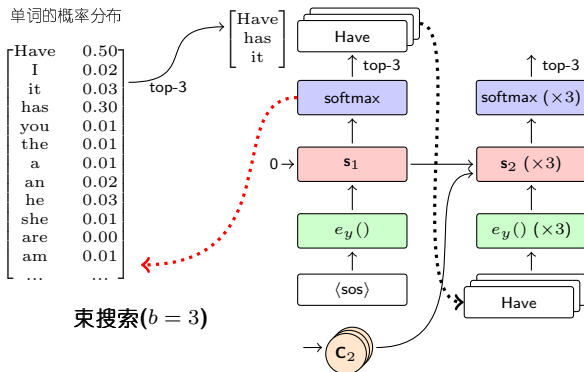 单词的概率分布
Have 0.50
I 0.02
it 0.03
has 0.30
you 0.01
the 0.01
a 0.01
an 0.02
he 0.03
she 0.01
are 0.00
am 0.01
... ...
top-3
Have
has
it
Have
top-3
softmax
0
s₁
e_y()
⟨sos⟩
top-3
softmax (×3)
s₂ (×3)
e_y() (×3)
Have
C₂
束搜索(b = 3)